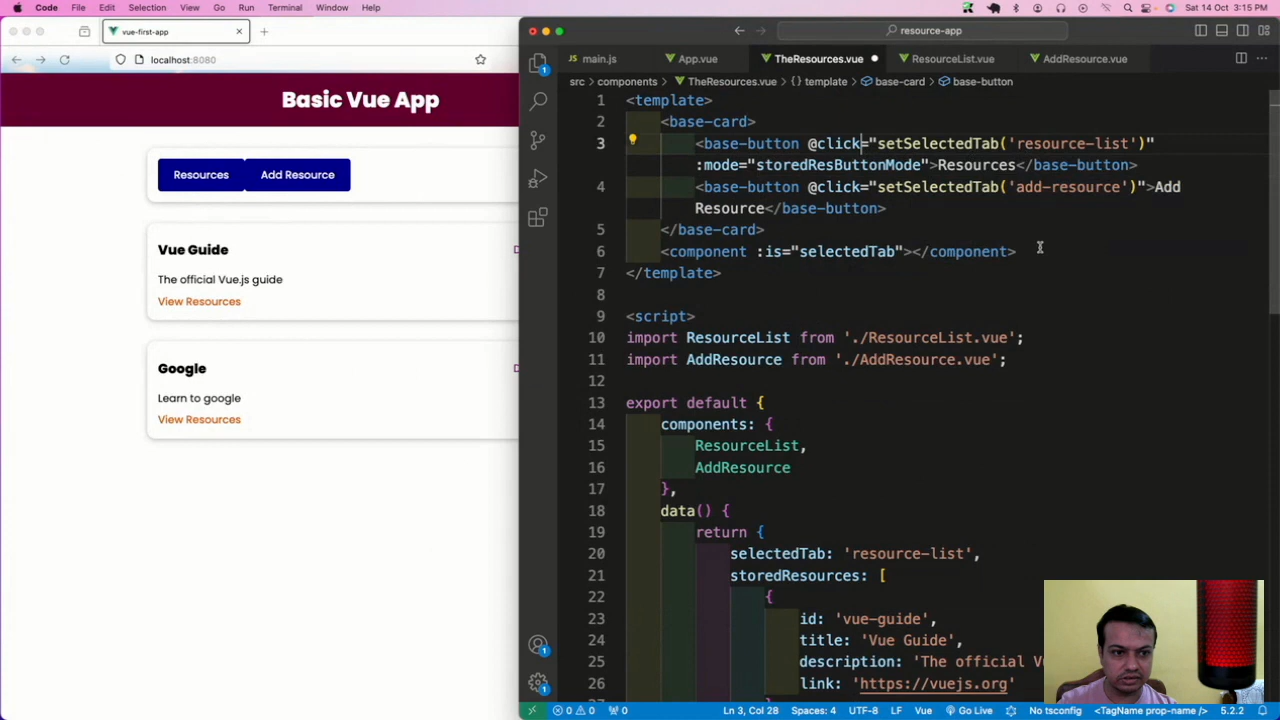 Code File Edit Selection View Go Run Terminal Window Help
Sat 14 Oct 3:15 PM
vue-first-app
localhost:8080
Basic Vue App
Resources
Add Resource
Vue Guide
The official Vue.js guide
View Resources
Google
Learn to google
View Resources
resource-app
main.js
App.vue
TheResources.vue
ResourceList.vue
AddResource.vue
src > components > TheResources.vue > {} template > base-card > base-button
1 <template>
2 <base-card>
3 <base-button @click="setSelectedTab('resource-list')"
:mode="storedResButtonMode">Resources</base-button>
4 <base-button @click="setSelectedTab('add-resource')">Add
Resource</base-button>
5 </base-card>
6 <component :is="selectedTab"></component>
7 </template>
8
9 <script>
10 import ResourceList from './ResourceList.vue';
11 import AddResource from './AddResource.vue';
12
13 export default {
14 components: {
15 ResourceList,
16 AddResource
17 },
18 data() {
19 return {
20 selectedTab: 'resource-list',
21 storedResources: [
22 {
23 id: 'vue-guide',
24 title: 'Vue Guide',
25 description: 'The official
26 link: 'https://vuejs.org'
0 0 0 Ln 3, Col 28 Spaces: 4 UTF-8 LF Vue Go Live No tsconfig <TagName prop-name /> 5.2.2